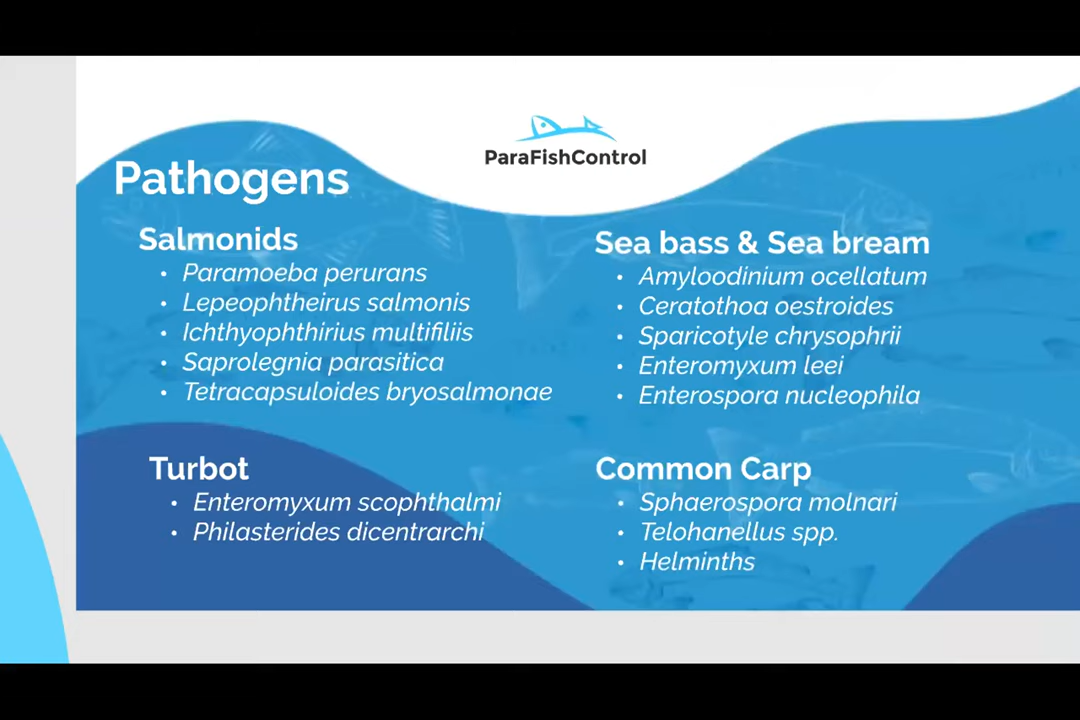 ParaFishControl
Pathogens
Salmonids
• Paramoeba perurans
• Lepeophtheirus salmonis
• Ichthyophthirius multifiliis
• Saprolegnia parasitica
• Tetracapsuloides bryosalmonae
Sea bass & Sea bream
• Amyloodinium ocellatum
• Ceratothoa oestroides
• Sparicotyle chrysophrii
• Enteromyxum leei
• Enterospora nucleophila
Turbot
• Enteromyxum scophthalmi
• Philasterides dicentrarchi
Common Carp
• Sphaerospora molnari
• Telohanellus spp.
• Helminths